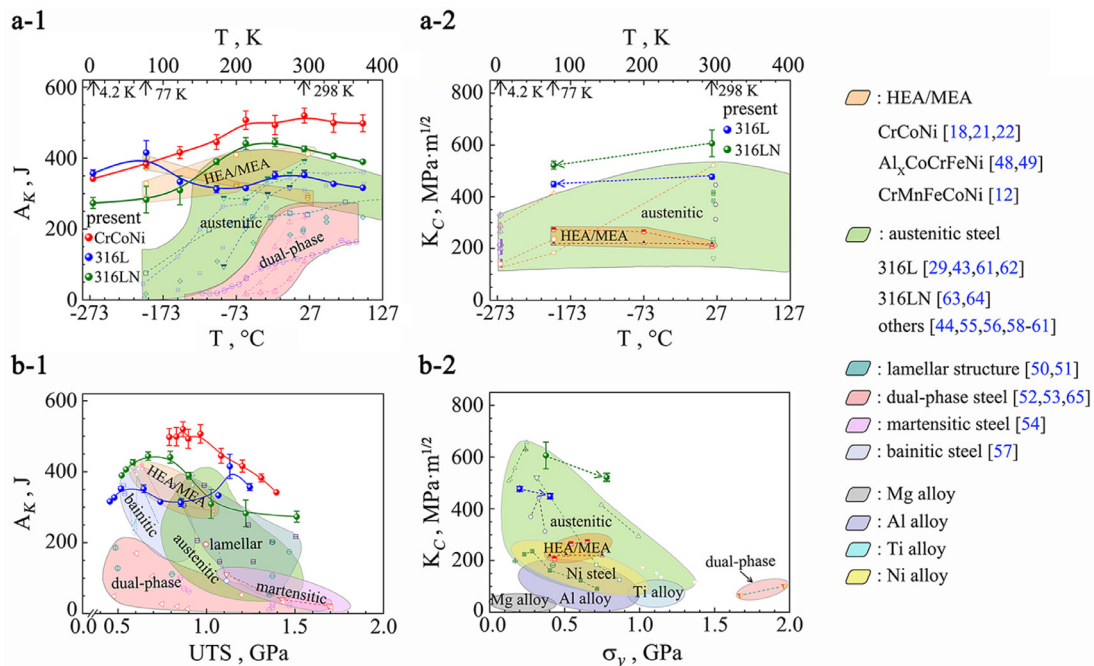 a-1
T , K
0 100 200 300 400
4.2 K
77 K
298 K
600
400
200
0
A_K, J
HEA/MEA
present
CrCoNi
316L
316LN
austenitic
dual-phase
-273 -173 -73 27 127
T , °C
a-2
T , K
0 100 200 300 400
4.2 K
77 K
298 K
800
600
400
200
0
K_C, MPa·m^1/2
present
316L
316LN
austenitic
HEA/MEA
-273 -173 -73 27 127
T , °C
: HEA/MEA
CrCoNi [18,21,22]
Al_xCoCrFeNi [48,49]
CrMnFeCoNi [12]
: austenitic steel
316L [29,43,61,62]
316LN [63,64]
others [44,55,56,58-61]
: lamellar structure [50,51]
: dual-phase steel [52,53,65]
: martensitic steel [54]
: bainitic steel [57]
: Mg alloy
: Al alloy
: Ti alloy
: Ni alloy
b-1
600
400
200
0
A_K, J
HEA/MEA
bainitic
lamellar
austenitic
dual-phase
martensitic
0.0 1.0 1.5 2.0
UTS , GPa
b-2
800
600
400
200
0
K_C, MPa·m^1/2
austenitic
HEA/MEA
Ni steel
dual-phase
Mg alloy
Al alloy
Ti alloy
0.0 0.5 1.0 1.5 2.0
σ_y, GPa